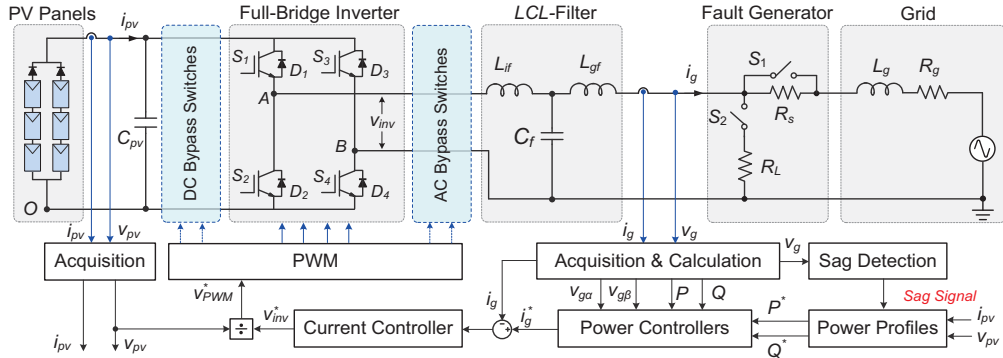 PV Panels
Full-Bridge Inverter
LCL-Filter
Fault Generator
Grid
i_pv
S_1
D_1
S_3
D_3
L_if
L_gf
i_g
S_1
R_s
L_g
R_g
A
v_inv
S_2
C_pv
DC Bypass Switches
AC Bypass Switches
C_f
B
R_L
S_2
D_2
S_4
D_4
O
i_pv
v_pv
i_g
v_g
v_g
Acquisition
PWM
Acquisition & Calculation
Sag Detection
v*_PWM
i_g
v_gα
v_gβ
P
Q
Sag Signal
P*
v*_inv
i*_g
÷
Current Controller
- +
Power Controllers
Power Profiles
i_pv
v_pv
Q*
i_pv
v_pv